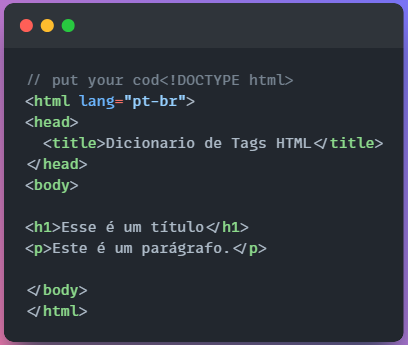 // put your cod<!DOCTYPE html>
<html lang="pt-br">
<head>
  <title>Dicionario de Tags HTML</title>
</head>
<body>

<h1>Esse é um título</h1>
<p>Este é um parágrafo.</p>

</body>
</html>